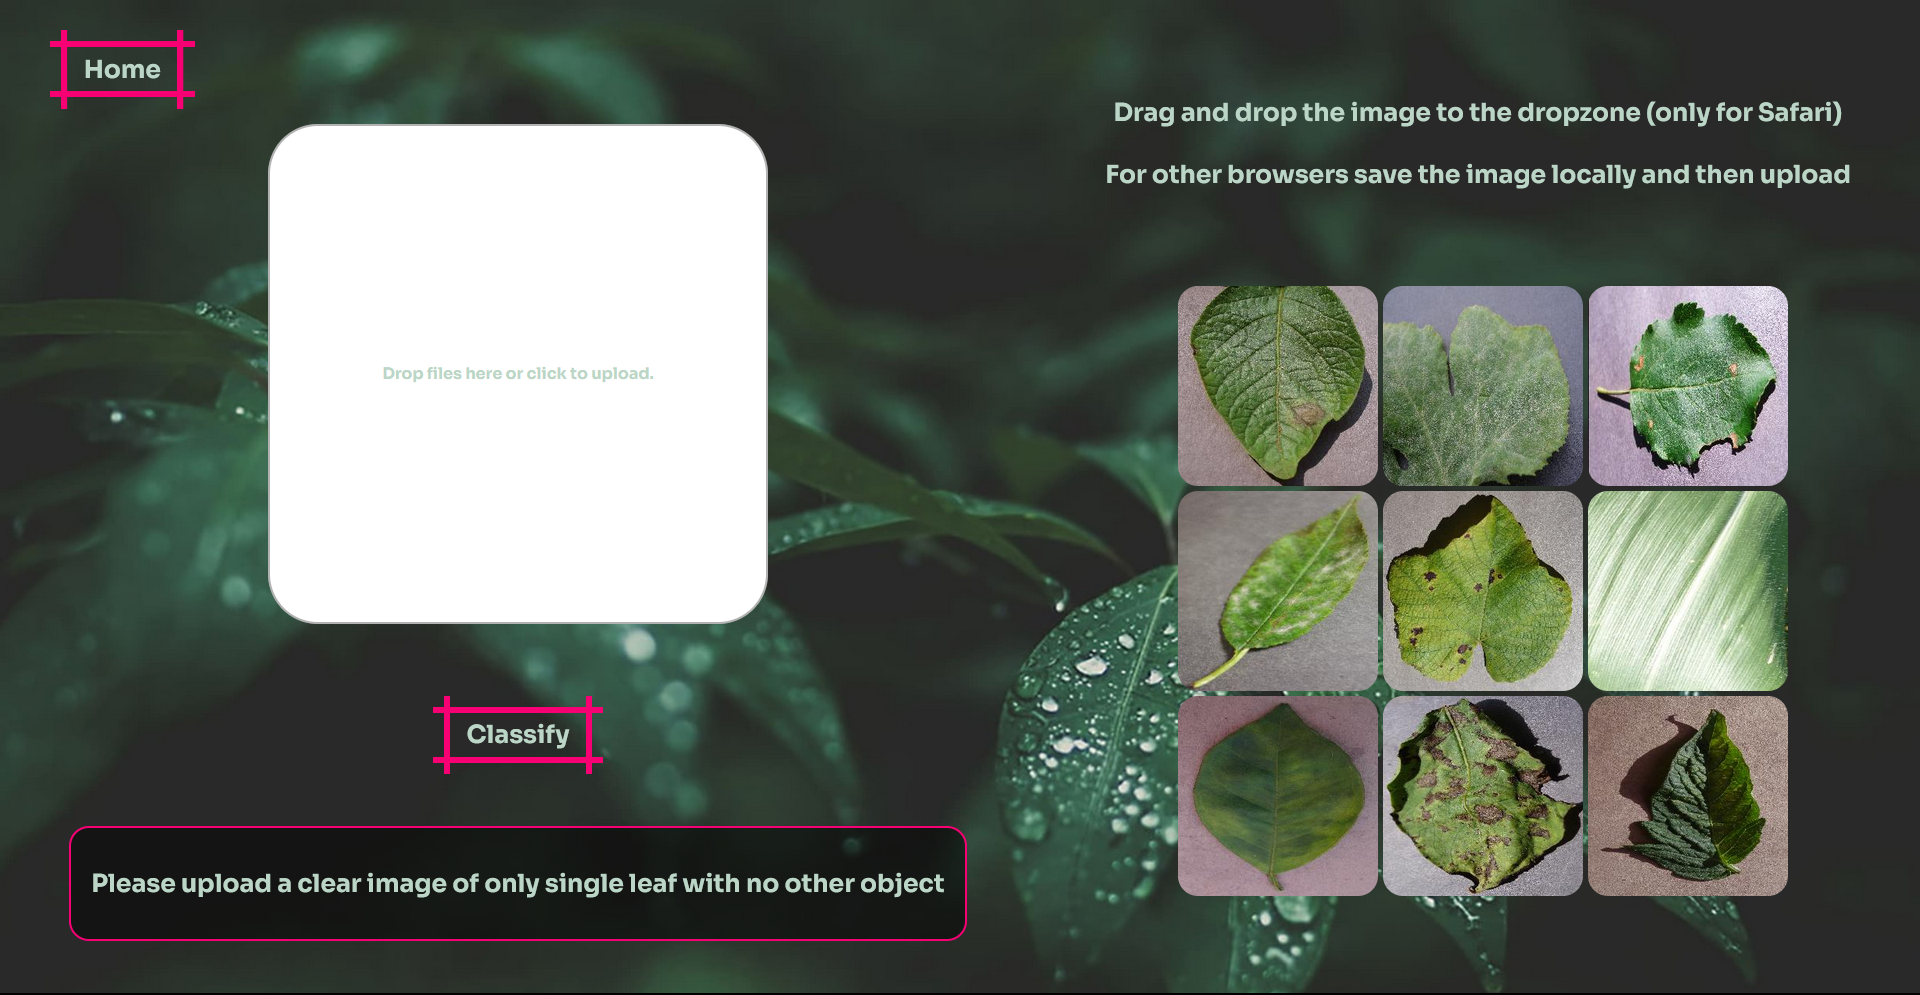 Home
Drag and drop the image to the dropzone (only for Safari)
For other browsers save the image locally and then upload
Drop files here or click to upload.
Classify
Please upload a clear image of only single leaf with no other object